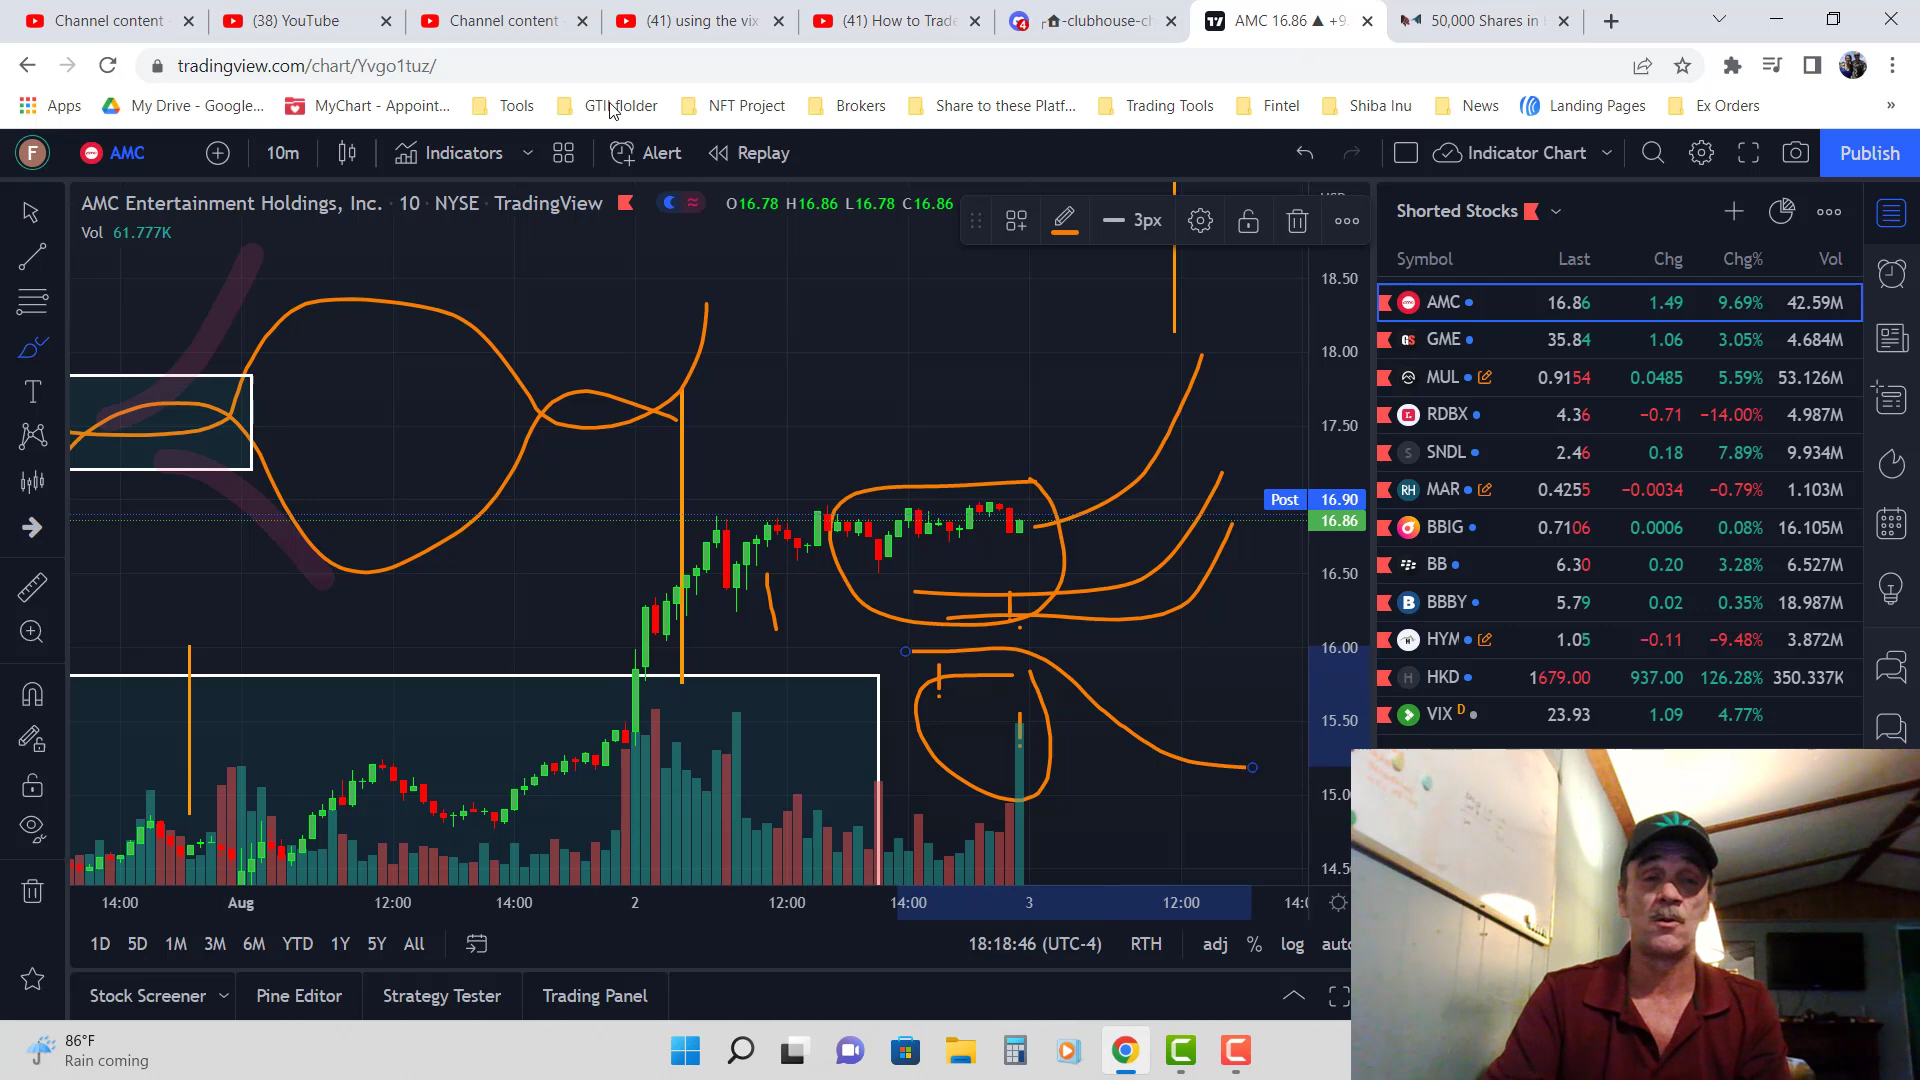 Channel content
(38) YouTube
Channel content
(41) using the vix
(41) How to Trade
-clubhouse-c
AMC 16.86 ▲ +9.
50,000 Shares in
tradingview.com/chart/Yvgo1tuz/
Apps
My Drive - Google...
MyChart - Appoint...
Tools
NFT Project
Brokers
Share to these Platf...
Trading Tools
Fintel
Shiba Inu
News
Landing Pages
Ex Orders
»
F
AMC
10m
Indicators
Alert
Replay
Indicator Chart
Publish
AMC Entertainment Holdings, Inc. · 10 · NYSE · TradingView
O16.78 H16.86 L16.78 C16.86
Vol 61.777K
3px
18.50
18.00
17.50
Post 16.90
16.86
16.50
16.00
15.50
15.0
14.5
14:00
Aug
12:00
14:00
2
12:00
14:00
3
12:00
14:0
1D 5D 1M 3M 6M YTD 1Y 5Y All
18:18:46 (UTC-4)
RTH
adj
%
log
auto
Stock Screener
Pine Editor
Strategy Tester
Trading Panel
Shorted Stocks
Symbol Last Chg Chg% Vol
AMC 16.86 1.49 9.69% 42.59M
GME 35.84 1.06 3.05% 4.684M
MUL 0.9154 0.0485 5.59% 53.126M
RDBX 4.36 −0.71 −14.00% 4.987M
SNDL 2.46 0.18 7.89% 9.934M
MAR 0.4255 −0.0034 −0.79% 1.103M
BBIG 0.7106 0.0006 0.08% 16.105M
BB 6.30 0.20 3.28% 6.527M
BBBY 5.79 0.02 0.35% 18.987M
HYM 1.05 −0.11 −9.48% 3.872M
HKD 1679.00 937.00 126.28% 350.337K
VIX D 23.93 1.09 4.77%
86°F
Rain coming